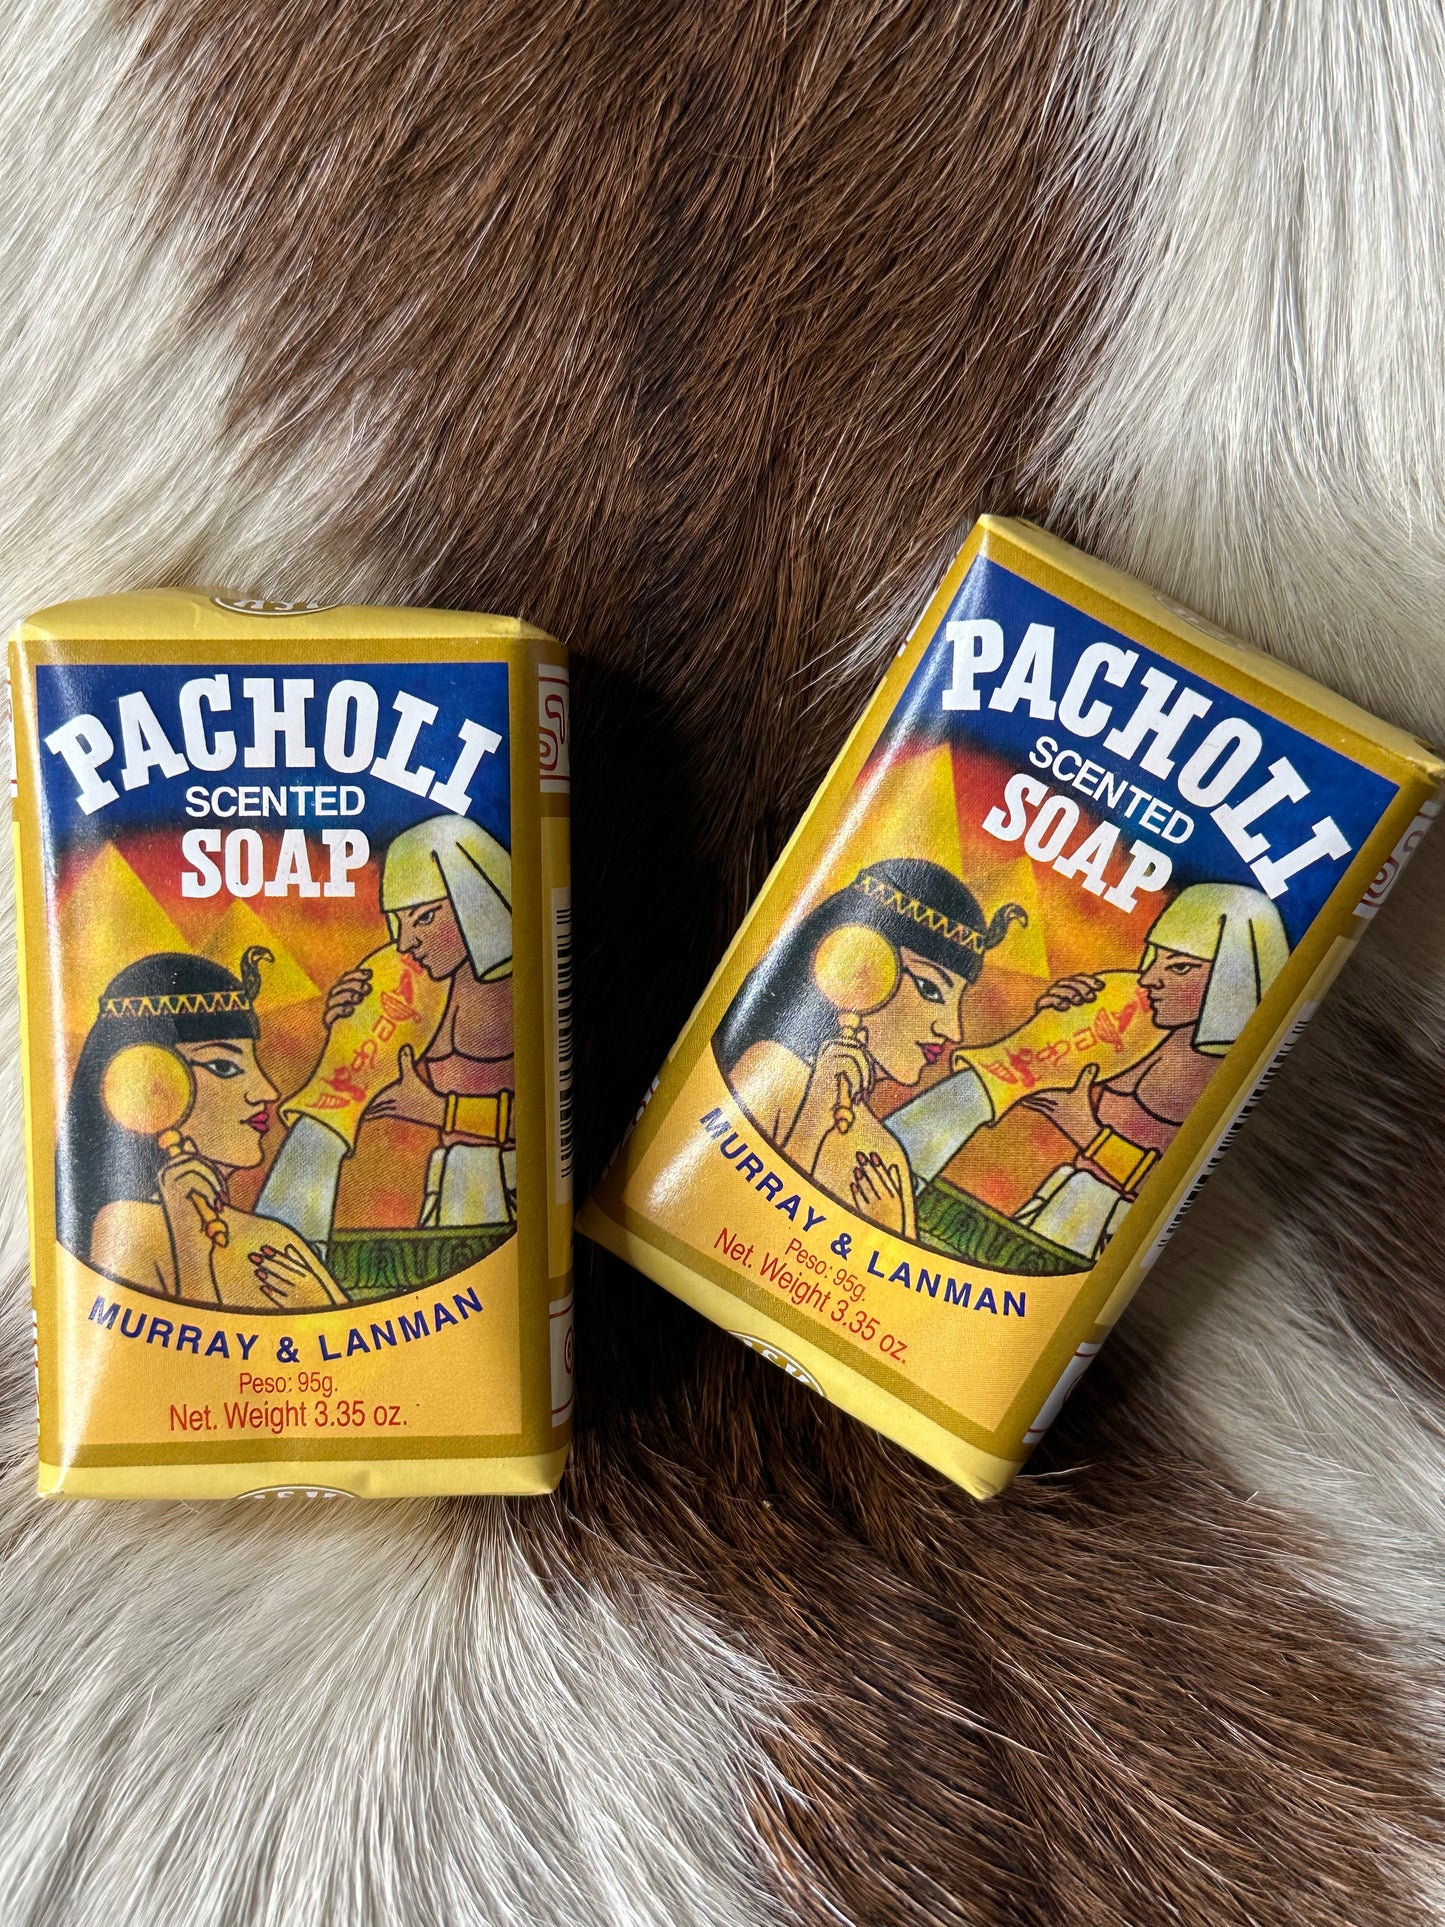 PACHOLI
SCENTED
SOAP
MURRAY & LANMAN
Peso: 95g.
Net. Weight 3.35 oz.
PACHOLI
SCENTED
SOAP
MURRAY & LANMAN
Peso: 95g.
Net. Weight 3.35 oz.